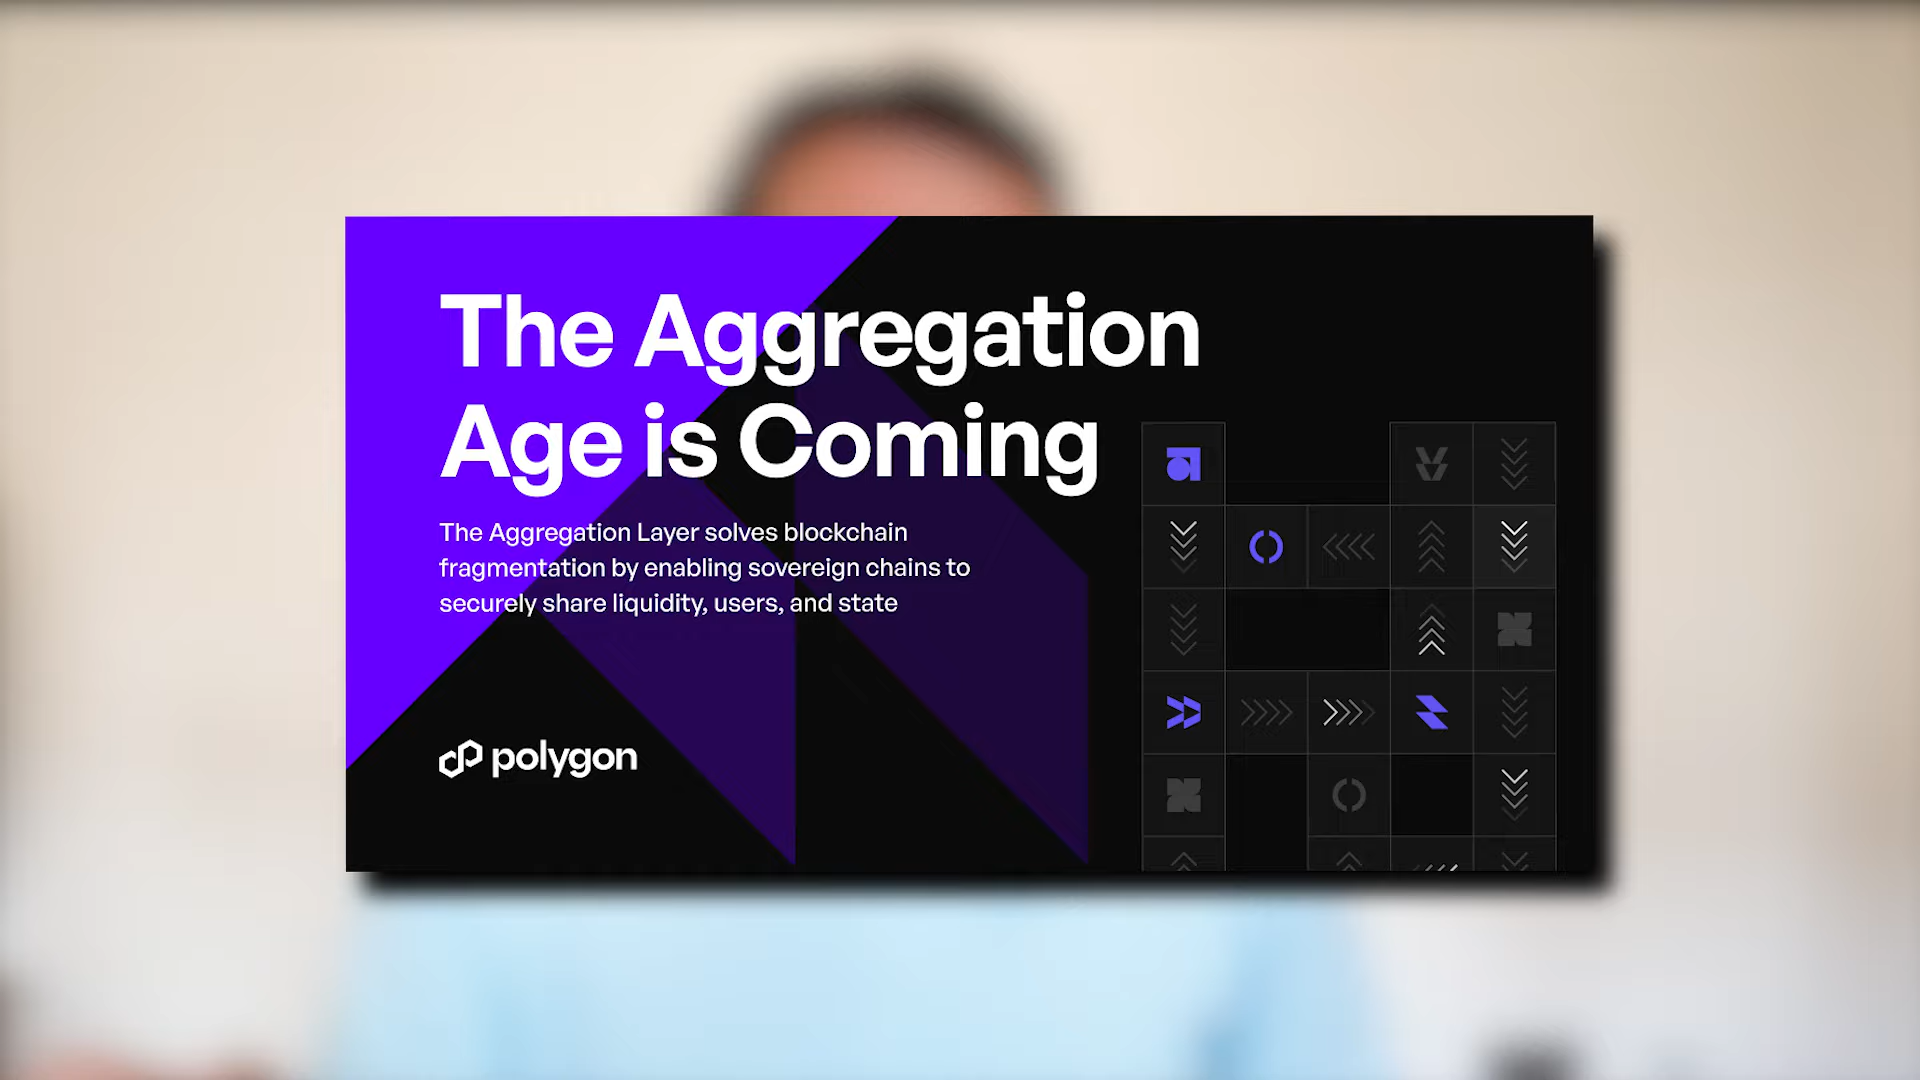 The Aggregation
Age is Coming
The Aggregation Layer solves blockchain
fragmentation by enabling sovereign chains to
securely share liquidity, users, and state
polygon